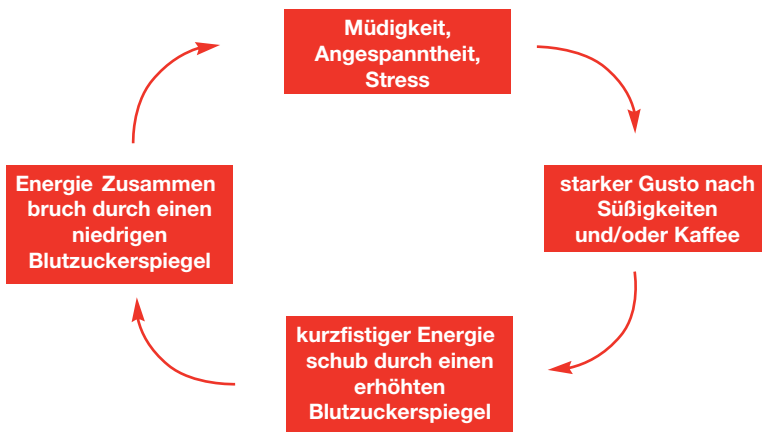 Müdigkeit,
Angespanntheit,
Stress
starker Gusto nach
Süßigkeiten
und/oder Kaffee
kurzfistiger Energie
schub durch einen
erhöhten
Blutzuckerspiegel
Energie Zusammen
bruch durch einen
niedrigen
Blutzuckerspiegel